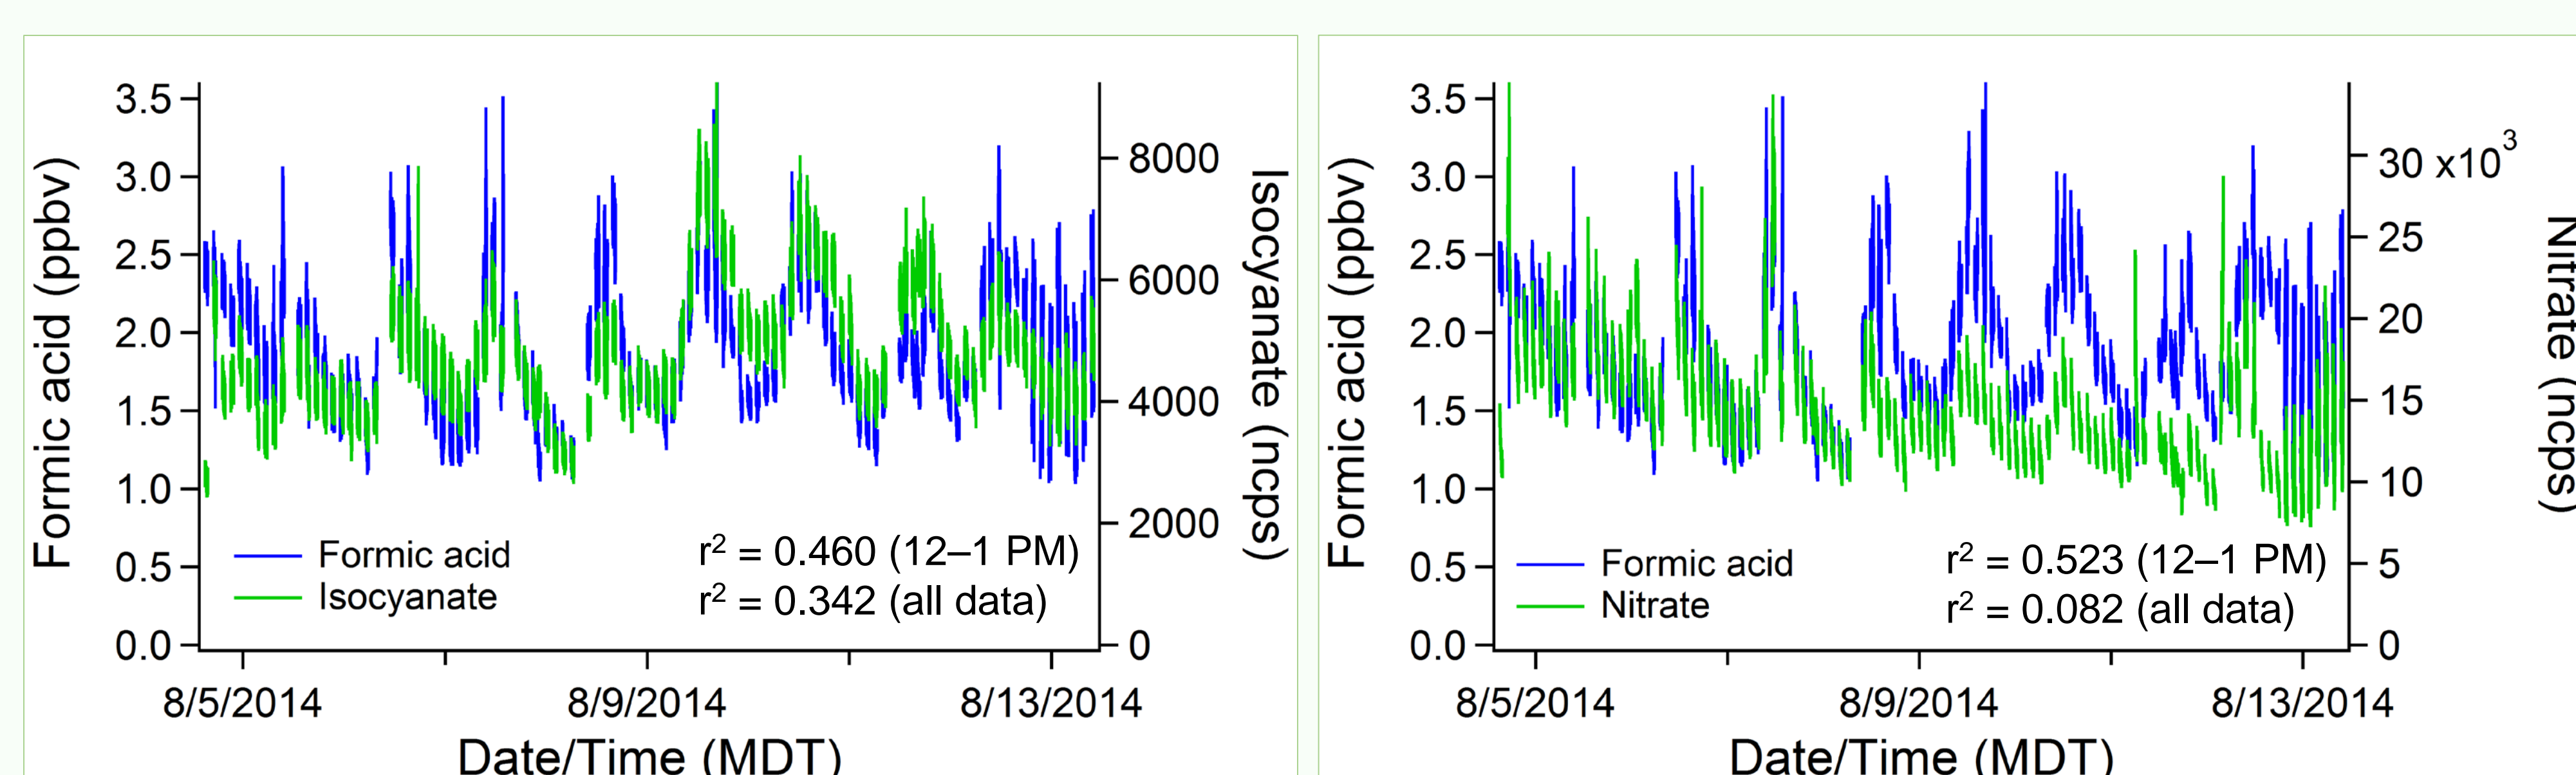 Formic acid (ppbv)
3.5
3.0
2.5
2.0
1.5
1.0
0.5
0.0
8000
6000
4000
2000
0
Isocyanate (ncps)
Formic acid
Isocyanate
r² = 0.460 (12–1 PM)
r² = 0.342 (all data)
8/5/2014
8/9/2014
8/13/2014
Date/Time (MDT)
Formic acid (ppbv)
3.5
3.0
2.5
2.0
1.5
1.0
0.5
0.0
30 x10³
25
20
15
10
5
0
Nitrate (ncps)
Formic acid
Nitrate
r² = 0.523 (12–1 PM)
r² = 0.082 (all data)
8/5/2014
8/9/2014
8/13/2014
Date/Time (MDT)